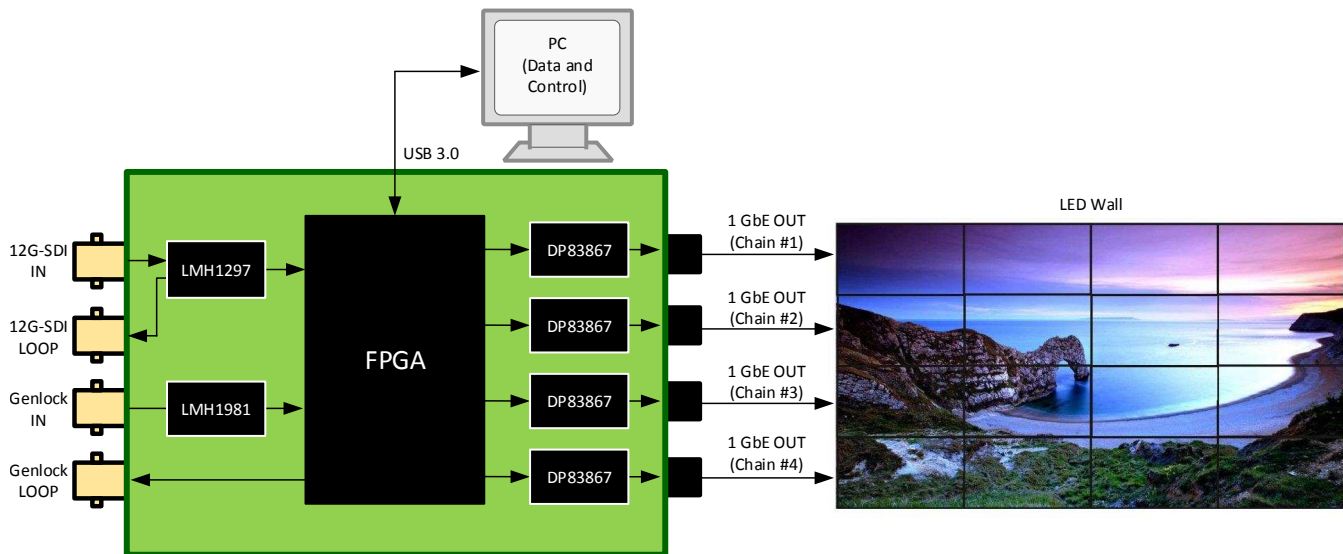 PC
(Data and
Control)
USB 3.0
12G-SDI
IN
12G-SDI
LOOP
Genlock
IN
Genlock
LOOP
LMH1297
LMH1981
FPGA
DP83867
DP83867
DP83867
DP83867
1 GbE OUT
(Chain #1)
1 GbE OUT
(Chain #2)
1 GbE OUT
(Chain #3)
1 GbE OUT
(Chain #4)
LED Wall